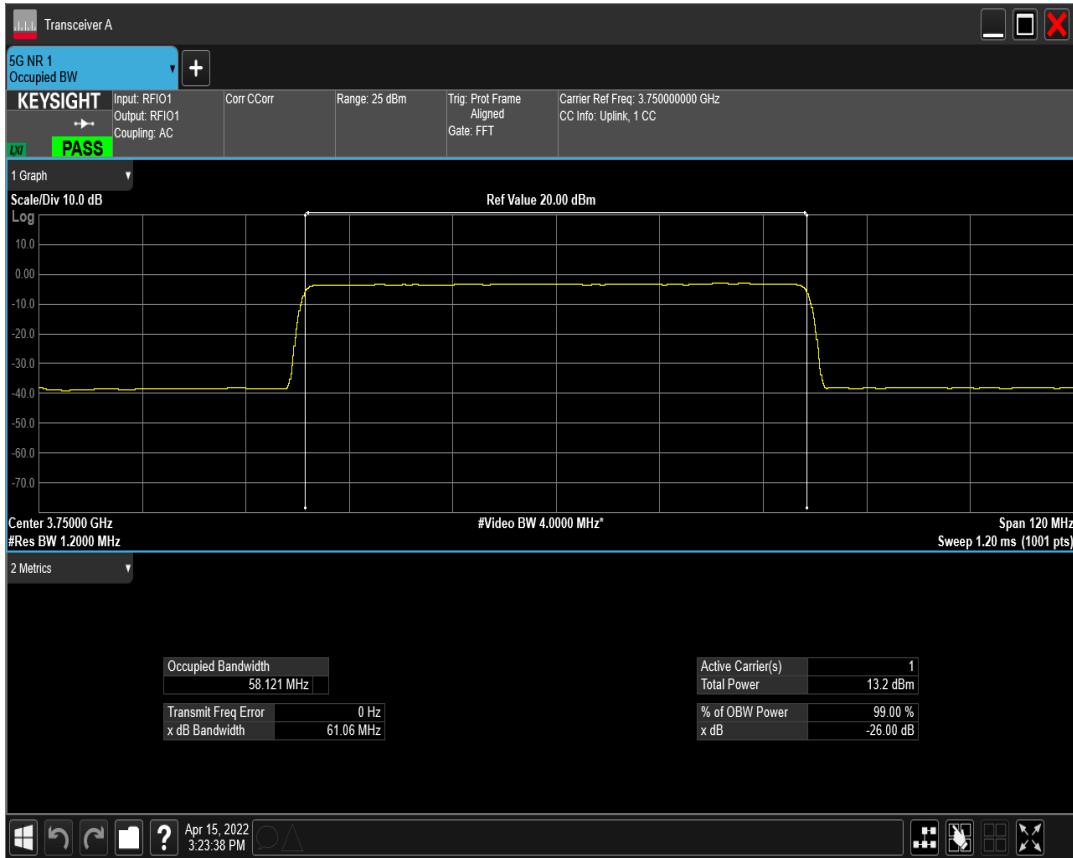 Transceiver A
5G NR 1
Occupied BW
+
KEYSIGHT
LXI
PASS
Input: RFIO1
Output: RFIO1
Coupling: AC
Corr CCorr
Range: 25 dBm
Trig: Prot Frame
Aligned
Gate: FFT
Carrier Ref Freq: 3.750000000 GHz
CC Info: Uplink, 1 CC
1 Graph
Scale/Div 10.0 dB
Ref Value 20.00 dBm
Log
10.0
0.00
-10.0
-20.0
-30.0
-40.0
-50.0
-60.0
-70.0
Center 3.75000 GHz
#Video BW 4.0000 MHz*
Span 120 MHz
#Res BW 1.2000 MHz
Sweep 1.20 ms (1001 pts)
2 Metrics
Occupied Bandwidth
58.121 MHz
Transmit Freq Error 0 Hz
x dB Bandwidth 61.06 MHz
Active Carrier(s) 1
Total Power 13.2 dBm
% of OBW Power 99.00 %
x dB -26.00 dB
?
Apr 15, 2022
3:23:38 PM